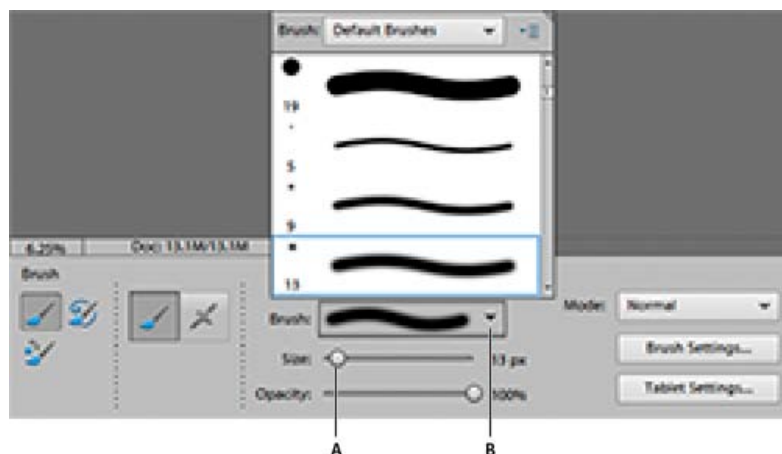 Brush: Default Brushes
19
5
9
13
6.25% Doc: 13.1M/13.1M
Brush
Brush:
Mode: Normal
Size: 13 px
Brush Settings...
Opacity: 100%
Tablet Settings...
A B